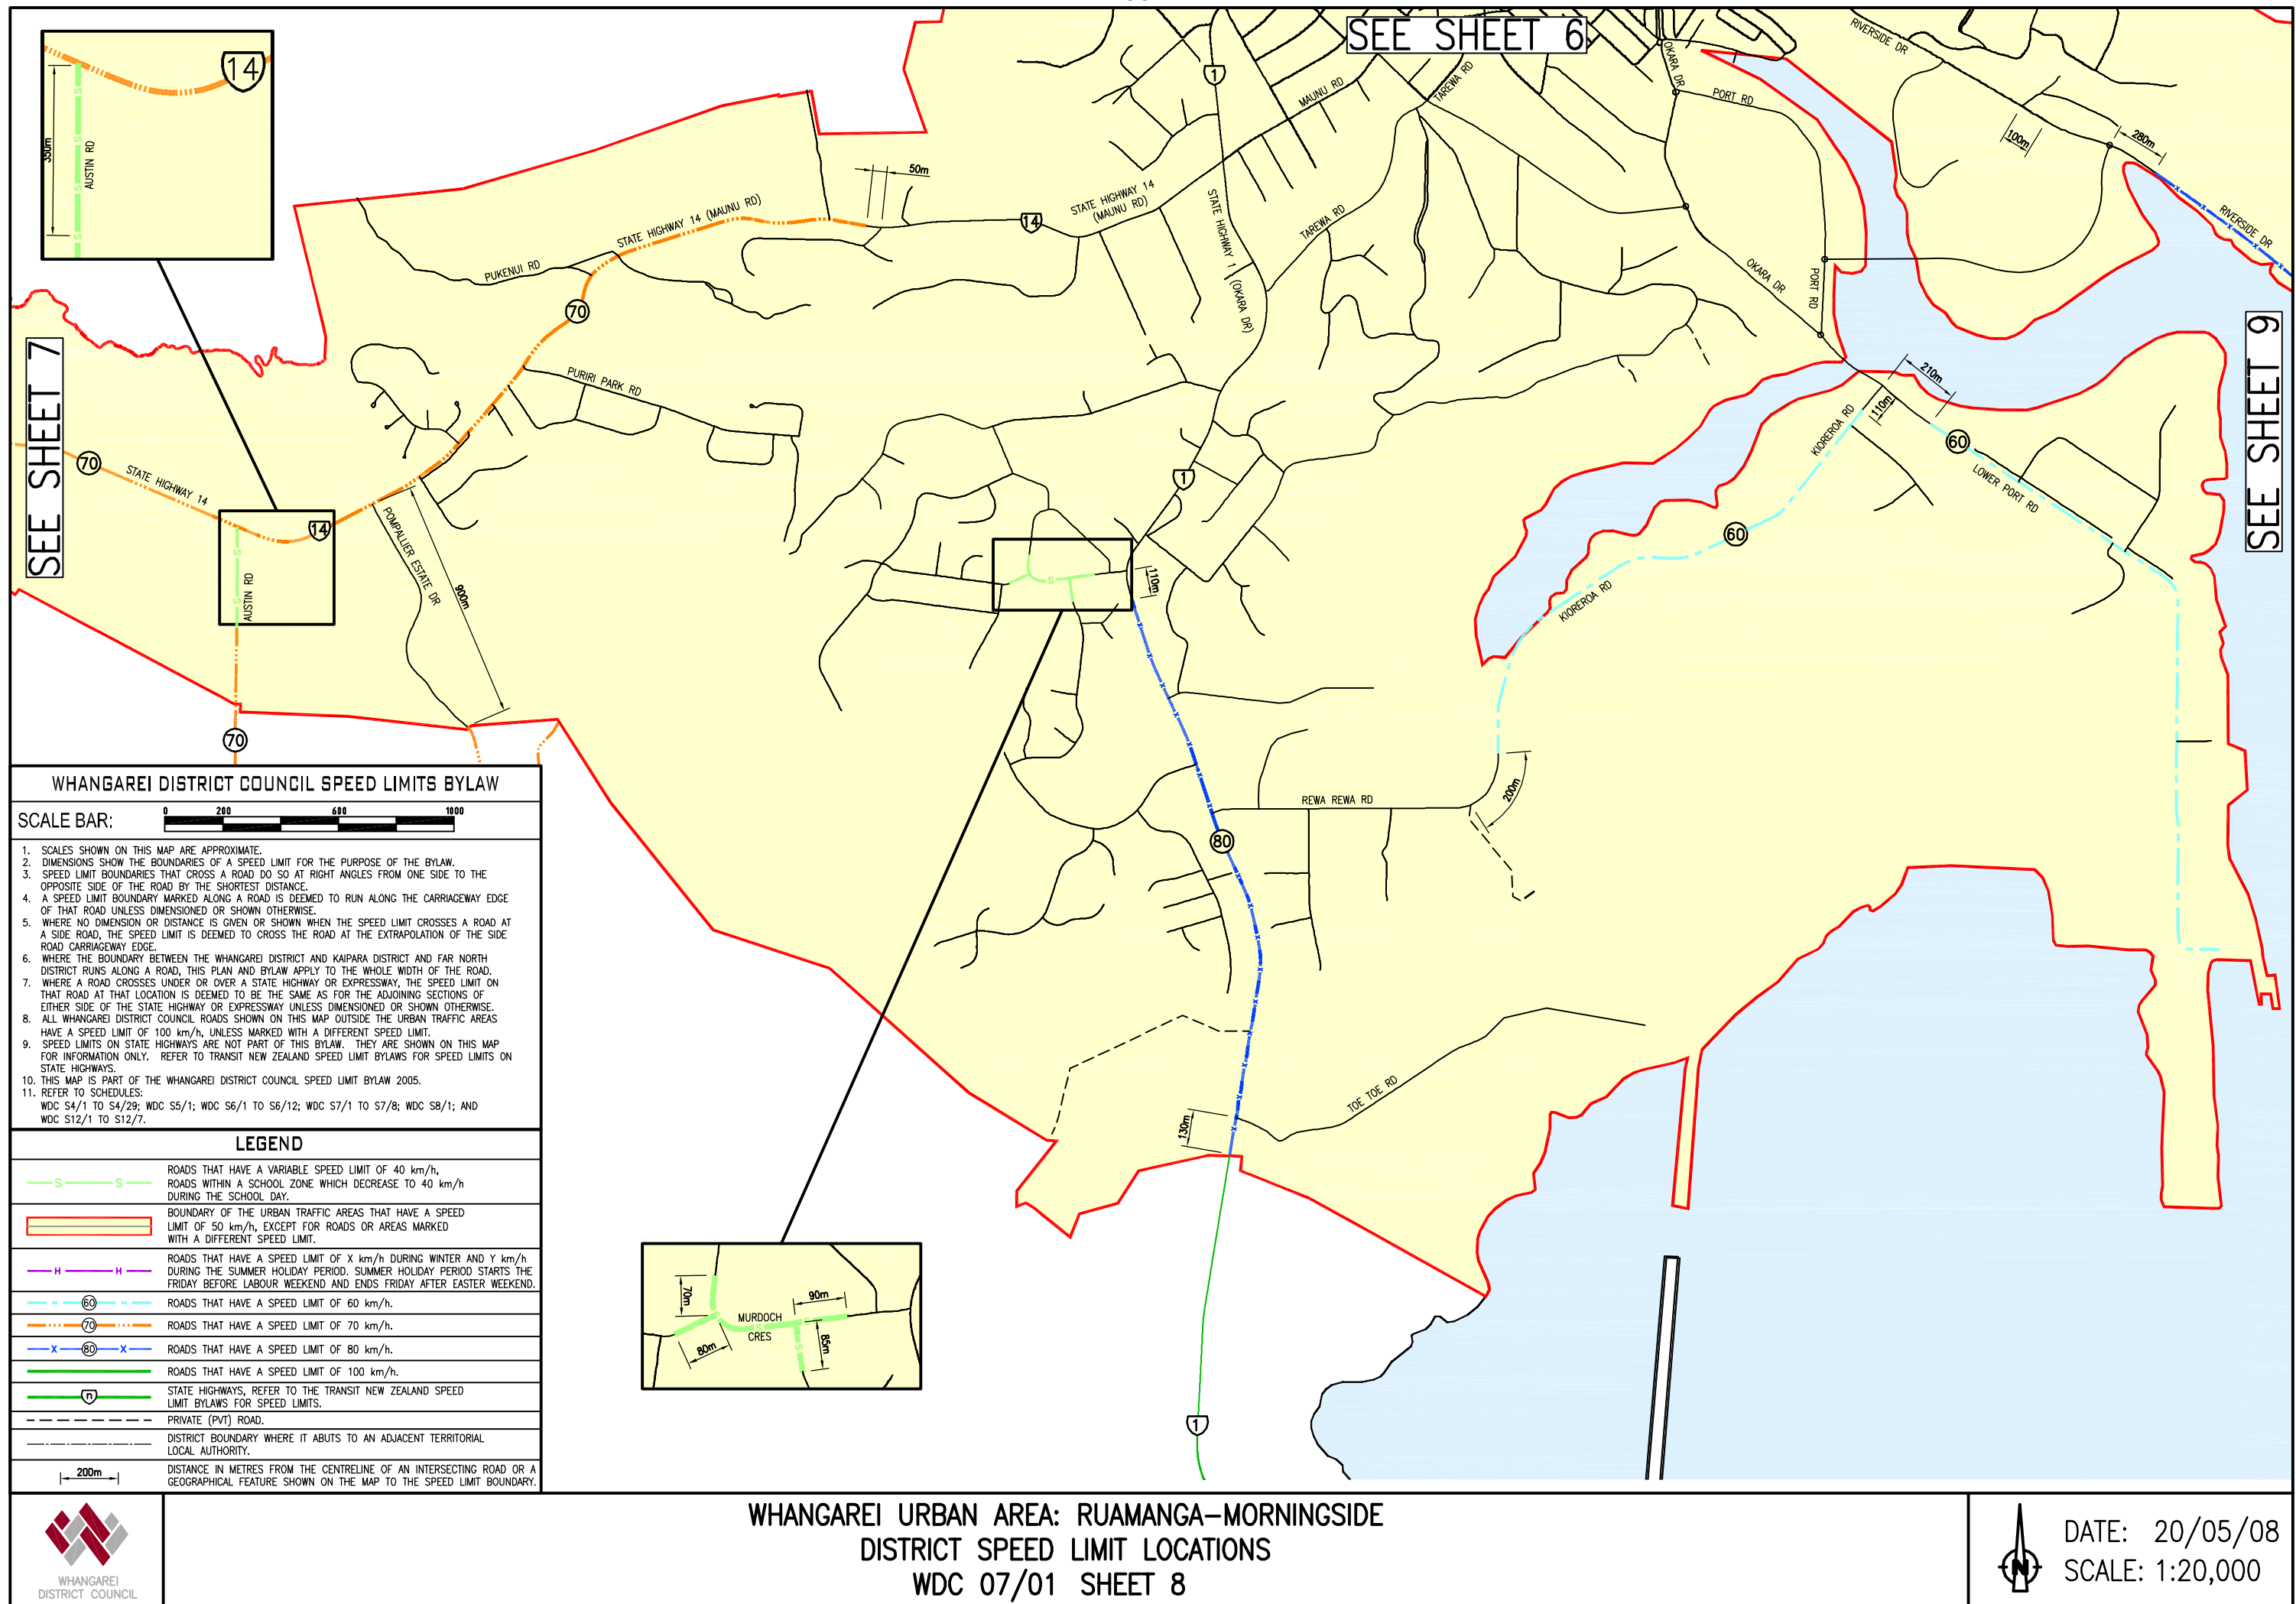 SEE SHEET 6
SEE SHEET 7
SEE SHEET 9
14
350m
AUSTIN RD
S
S
S
S
1
MAUNU RD
TAREWA RD
OKARA DR
PORT RD
RIVERSIDE DR
100m
280m
RIVERSIDE DR
50m
STATE HIGHWAY 14 (MAUNU RD)
14
STATE HIGHWAY 14
(MAUNU RD)
STATE HIGHWAY 1 (OKARA DR)
TAREWA RD
PUKENUI RD
70
OKARA DR
PORT RD
PURIRI PARK RD
210m
110m
KIOREROA RD
60
LOWER PORT RD
70
STATE HIGHWAY 14
14
AUSTIN RD
S
S
POMPALLIER ESTATE DR
900m
1
S
110m
60
KIOREROA RD
70
REWA REWA RD
200m
80
TOE TOE RD
130m
1
70m
MURDOCH
CRES
90m
80m
85m
WHANGAREI DISTRICT COUNCIL SPEED LIMITS BYLAW
SCALE BAR:
0 200 600 1000
1. SCALES SHOWN ON THIS MAP ARE APPROXIMATE.
2. DIMENSIONS SHOW THE BOUNDARIES OF A SPEED LIMIT FOR THE PURPOSE OF THE BYLAW.
3. SPEED LIMIT BOUNDARIES THAT CROSS A ROAD DO SO AT RIGHT ANGLES FROM ONE SIDE TO THE
OPPOSITE SIDE OF THE ROAD BY THE SHORTEST DISTANCE.
4. A SPEED LIMIT BOUNDARY MARKED ALONG A ROAD IS DEEMED TO RUN ALONG THE CARRIAGEWAY EDGE
OF THAT ROAD UNLESS DIMENSIONED OR SHOWN OTHERWISE.
5. WHERE NO DIMENSION OR DISTANCE IS GIVEN OR SHOWN WHEN THE SPEED LIMIT CROSSES A ROAD AT
A SIDE ROAD, THE SPEED LIMIT IS DEEMED TO CROSS THE ROAD AT THE EXTRAPOLATION OF THE SIDE
ROAD CARRIAGEWAY EDGE.
6. WHERE THE BOUNDARY BETWEEN THE WHANGAREI DISTRICT AND KAIPARA DISTRICT AND FAR NORTH
DISTRICT RUNS ALONG A ROAD, THIS PLAN AND BYLAW APPLY TO THE WHOLE WIDTH OF THE ROAD.
7. WHERE A ROAD CROSSES UNDER OR OVER A STATE HIGHWAY OR EXPRESSWAY, THE SPEED LIMIT ON
THAT ROAD AT THAT LOCATION IS DEEMED TO BE THE SAME AS FOR THE ADJOINING SECTIONS OF
EITHER SIDE OF THE STATE HIGHWAY OR EXPRESSWAY UNLESS DIMENSIONED OR SHOWN OTHERWISE.
8. ALL WHANGAREI DISTRICT COUNCIL ROADS SHOWN ON THIS MAP OUTSIDE THE URBAN TRAFFIC AREAS
HAVE A SPEED LIMIT OF 100 km/h, UNLESS MARKED WITH A DIFFERENT SPEED LIMIT.
9. SPEED LIMITS ON STATE HIGHWAYS ARE NOT PART OF THIS BYLAW. THEY ARE SHOWN ON THIS MAP
FOR INFORMATION ONLY. REFER TO TRANSIT NEW ZEALAND SPEED LIMIT BYLAWS FOR SPEED LIMITS ON
STATE HIGHWAYS.
10. THIS MAP IS PART OF THE WHANGAREI DISTRICT COUNCIL SPEED LIMIT BYLAW 2005.
11. REFER TO SCHEDULES:
WDC S4/1 TO S4/29; WDC S5/1; WDC S6/1 TO S6/12; WDC S7/1 TO S7/8; WDC S8/1; AND
WDC S12/1 TO S12/7.
LEGEND
S S ROADS THAT HAVE A VARIABLE SPEED LIMIT OF 40 km/h,
ROADS WITHIN A SCHOOL ZONE WHICH DECREASE TO 40 km/h
DURING THE SCHOOL DAY.
BOUNDARY OF THE URBAN TRAFFIC AREAS THAT HAVE A SPEED
LIMIT OF 50 km/h, EXCEPT FOR ROADS OR AREAS MARKED
WITH A DIFFERENT SPEED LIMIT.
ROADS THAT HAVE A SPEED LIMIT OF X km/h DURING WINTER AND Y km/h
H H DURING THE SUMMER HOLIDAY PERIOD. SUMMER HOLIDAY PERIOD STARTS THE
FRIDAY BEFORE LABOUR WEEKEND AND ENDS FRIDAY AFTER EASTER WEEKEND.
60 ROADS THAT HAVE A SPEED LIMIT OF 60 km/h.
70 ROADS THAT HAVE A SPEED LIMIT OF 70 km/h.
X 80 X ROADS THAT HAVE A SPEED LIMIT OF 80 km/h.
ROADS THAT HAVE A SPEED LIMIT OF 100 km/h.
n STATE HIGHWAYS, REFER TO THE TRANSIT NEW ZEALAND SPEED
LIMIT BYLAWS FOR SPEED LIMITS.
PRIVATE (PVT) ROAD.
DISTRICT BOUNDARY WHERE IT ABUTS TO AN ADJACENT TERRITORIAL
LOCAL AUTHORITY.
200m DISTANCE IN METRES FROM THE CENTRELINE OF AN INTERSECTING ROAD OR A
GEOGRAPHICAL FEATURE SHOWN ON THE MAP TO THE SPEED LIMIT BOUNDARY.
WHANGAREI
DISTRICT COUNCIL
WHANGAREI URBAN AREA: RUAMANGA-MORNINGSIDE
DISTRICT SPEED LIMIT LOCATIONS
WDC 07/01 SHEET 8
N
DATE: 20/05/08
SCALE: 1:20,000